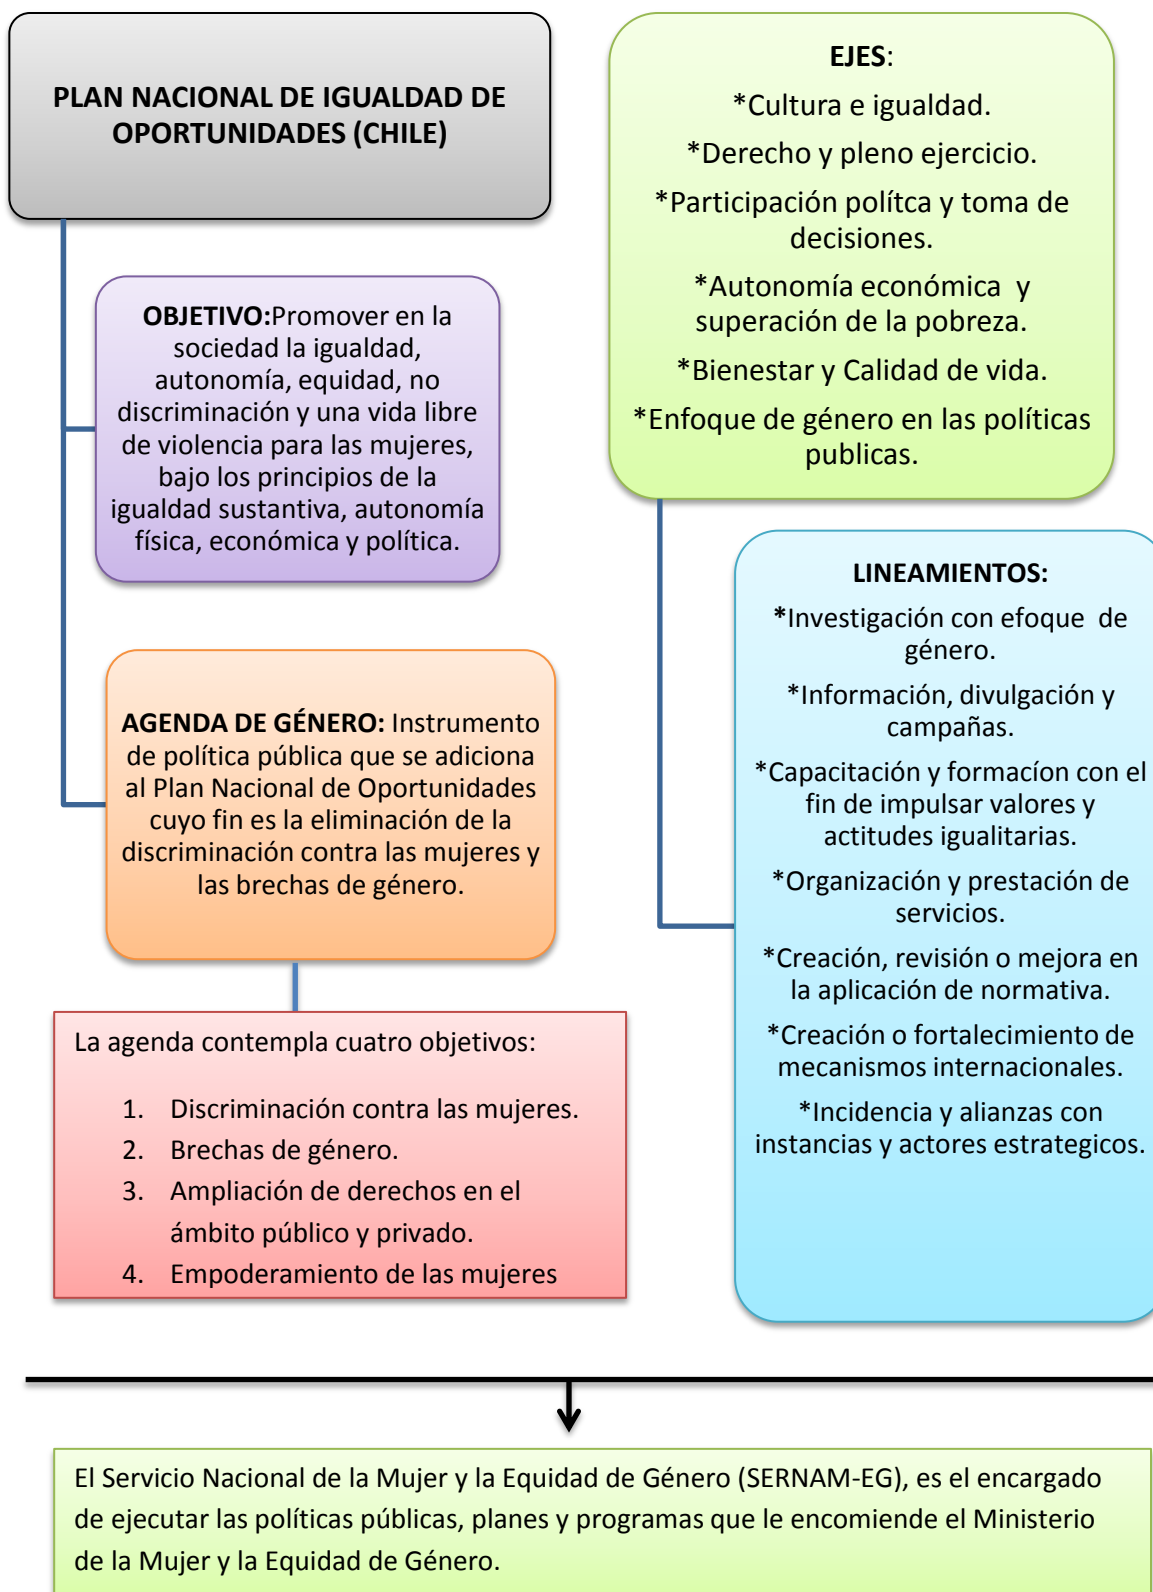 PLAN NACIONAL DE IGUALDAD DE
OPORTUNIDADES (CHILE)
OBJETIVO:Promover en la
sociedad la igualdad,
autonomía, equidad, no
discriminación y una vida libre
de violencia para las mujeres,
bajo los principios de la
igualdad sustantiva, autonomía
física, económica y política.
AGENDA DE GÉNERO: Instrumento
de política pública que se adiciona
al Plan Nacional de Oportunidades
cuyo fin es la eliminación de la
discriminación contra las mujeres y
las brechas de género.
La agenda contempla cuatro objetivos:
1. Discriminación contra las mujeres.
2. Brechas de género.
3. Ampliación de derechos en el
ámbito público y privado.
4. Empoderamiento de las mujeres
EJES:
*Cultura e igualdad.
*Derecho y pleno ejercicio.
*Participación polítca y toma de
decisiones.
*Autonomía económica y
superación de la pobreza.
*Bienestar y Calidad de vida.
*Enfoque de género en las políticas
publicas.
LINEAMIENTOS:
*Investigación con efoque de
género.
*Información, divulgación y
campañas.
*Capacitación y formacíon con el
fin de impulsar valores y
actitudes igualitarias.
*Organización y prestación de
servicios.
*Creación, revisión o mejora en
la aplicación de normativa.
*Creación o fortalecimiento de
mecanismos internacionales.
*Incidencia y alianzas con
instancias y actores estrategicos.
El Servicio Nacional de la Mujer y la Equidad de Género (SERNAM-EG), es el encargado
de ejecutar las políticas públicas, planes y programas que le encomiende el Ministerio
de la Mujer y la Equidad de Género.